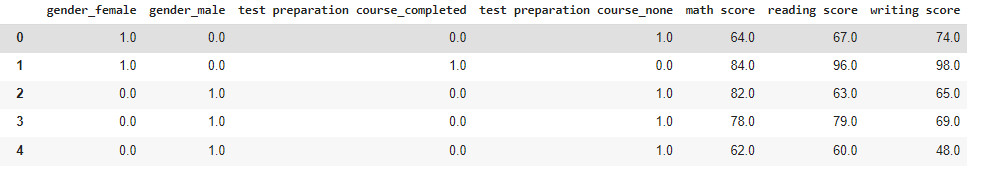 gender_female gender_male test preparation course_completed test preparation course_none math score reading score writing score
0 1.0 0.0 0.0 1.0 64.0 67.0 74.0
1 1.0 0.0 1.0 0.0 84.0 96.0 98.0
2 0.0 1.0 0.0 1.0 82.0 63.0 65.0
3 0.0 1.0 0.0 1.0 78.0 79.0 69.0
4 0.0 1.0 0.0 1.0 62.0 60.0 48.0